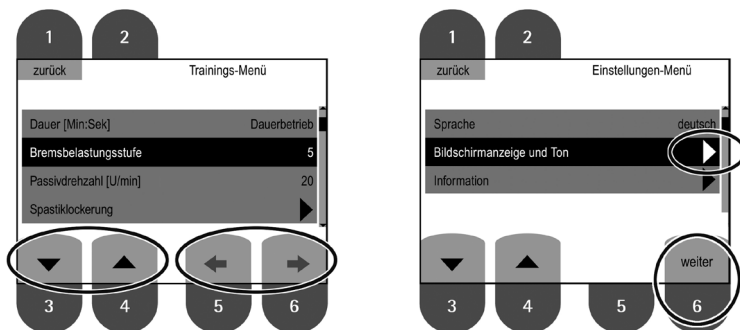 1 2
zurück Trainings-Menü
Dauer [Min:Sek] Dauerbetrieb
Bremsbelastungsstufe 5
Passivdrehzahl [U/min] 20
Spastiklockerung
3 4 5 6
1 2
zurück Einstellungen-Menü
Sprache deutsch
Bildschirmanzeige und Ton
Information
weiter
3 4 5 6